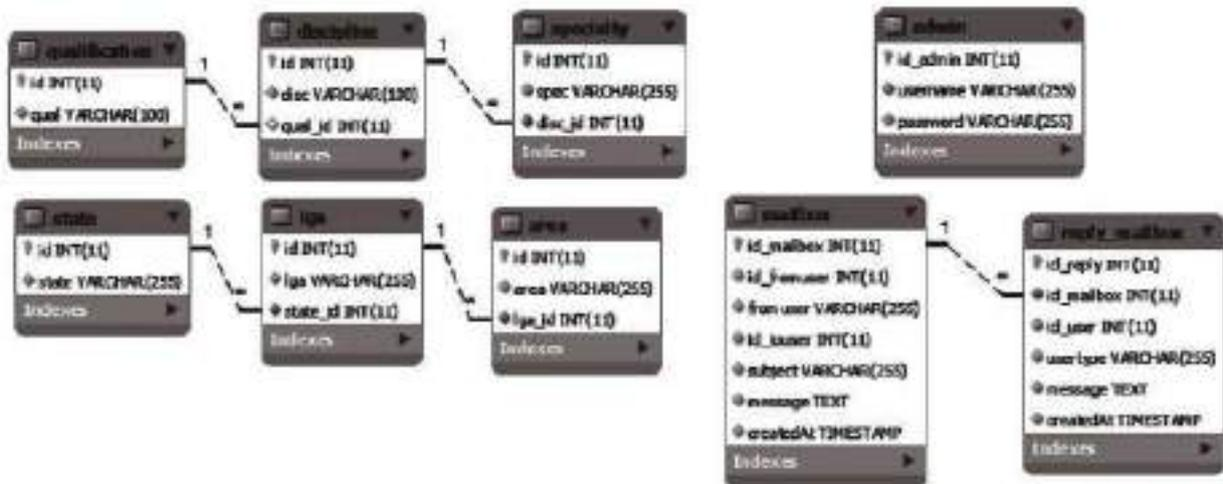 qualification
id INT(11)
qual VARCHAR(100)
Indexes
discipline
id INT(11)
disc VARCHAR(100)
qual_id INT(11)
Indexes
1
∞
speciality
id INT(11)
spec VARCHAR(255)
disc_id INT(11)
Indexes
1
∞
admin
id_admin INT(11)
username VARCHAR(255)
password VARCHAR(255)
Indexes
state
id INT(11)
state VARCHAR(255)
Indexes
1
∞
lga
id INT(11)
lga VARCHAR(255)
state_id INT(11)
Indexes
1
area
id INT(11)
area VARCHAR(255)
lga_id INT(11)
Indexes
mailbox
id_mailbox INT(11)
id_fromuser INT(11)
fromuser VARCHAR(255)
id_touser INT(11)
subject VARCHAR(255)
message TEXT
createdAt TIMESTAMP
Indexes
1
∞
reply_mailbox
id_reply INT(11)
id_mailbox INT(11)
id_user INT(11)
usertype VARCHAR(255)
message TEXT
createdAt TIMESTAMP
Indexes